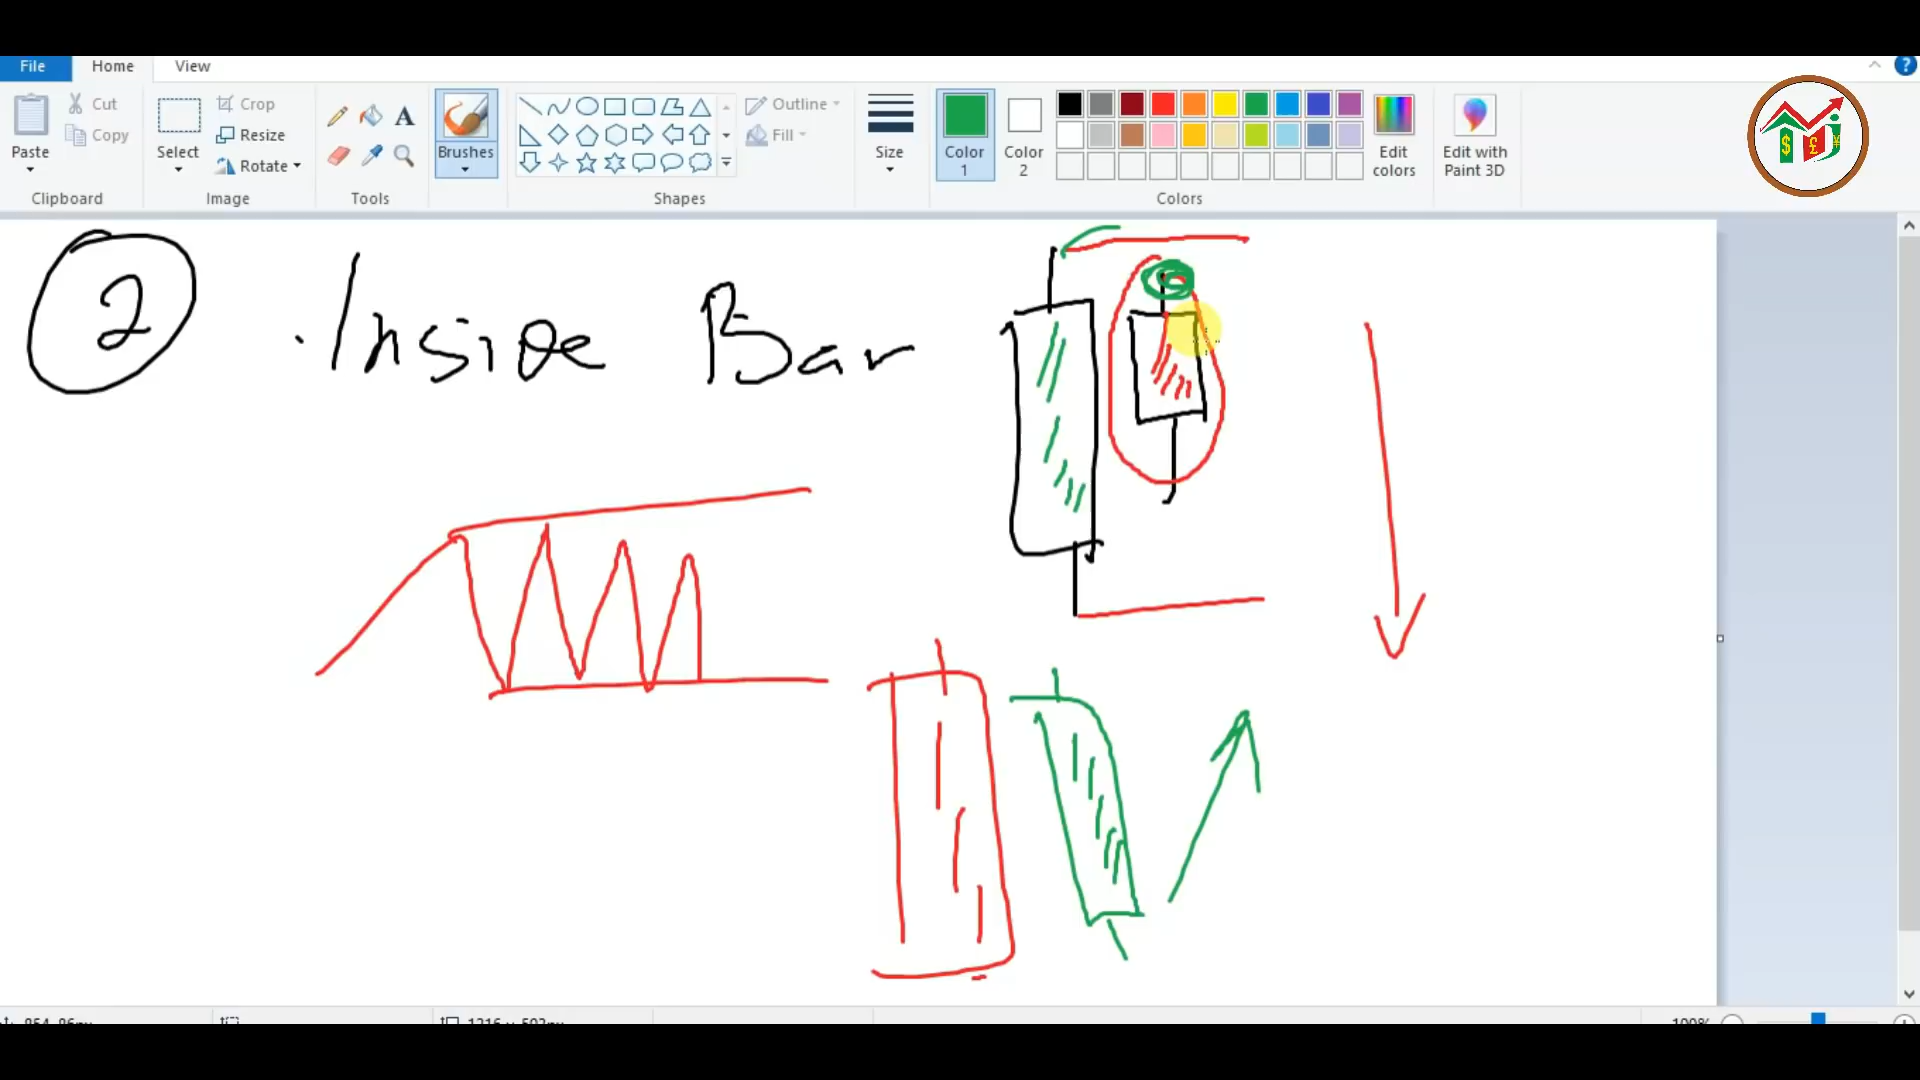 File Home View
Cut
Copy
Paste
Crop
Resize
Rotate
Select
Brushes
Outline
Fill
Size
Color 1
Color 2
Edit colors
Edit with Paint 3D
Clipboard
Image
Tools
Shapes
Colors
2 Inside Bar